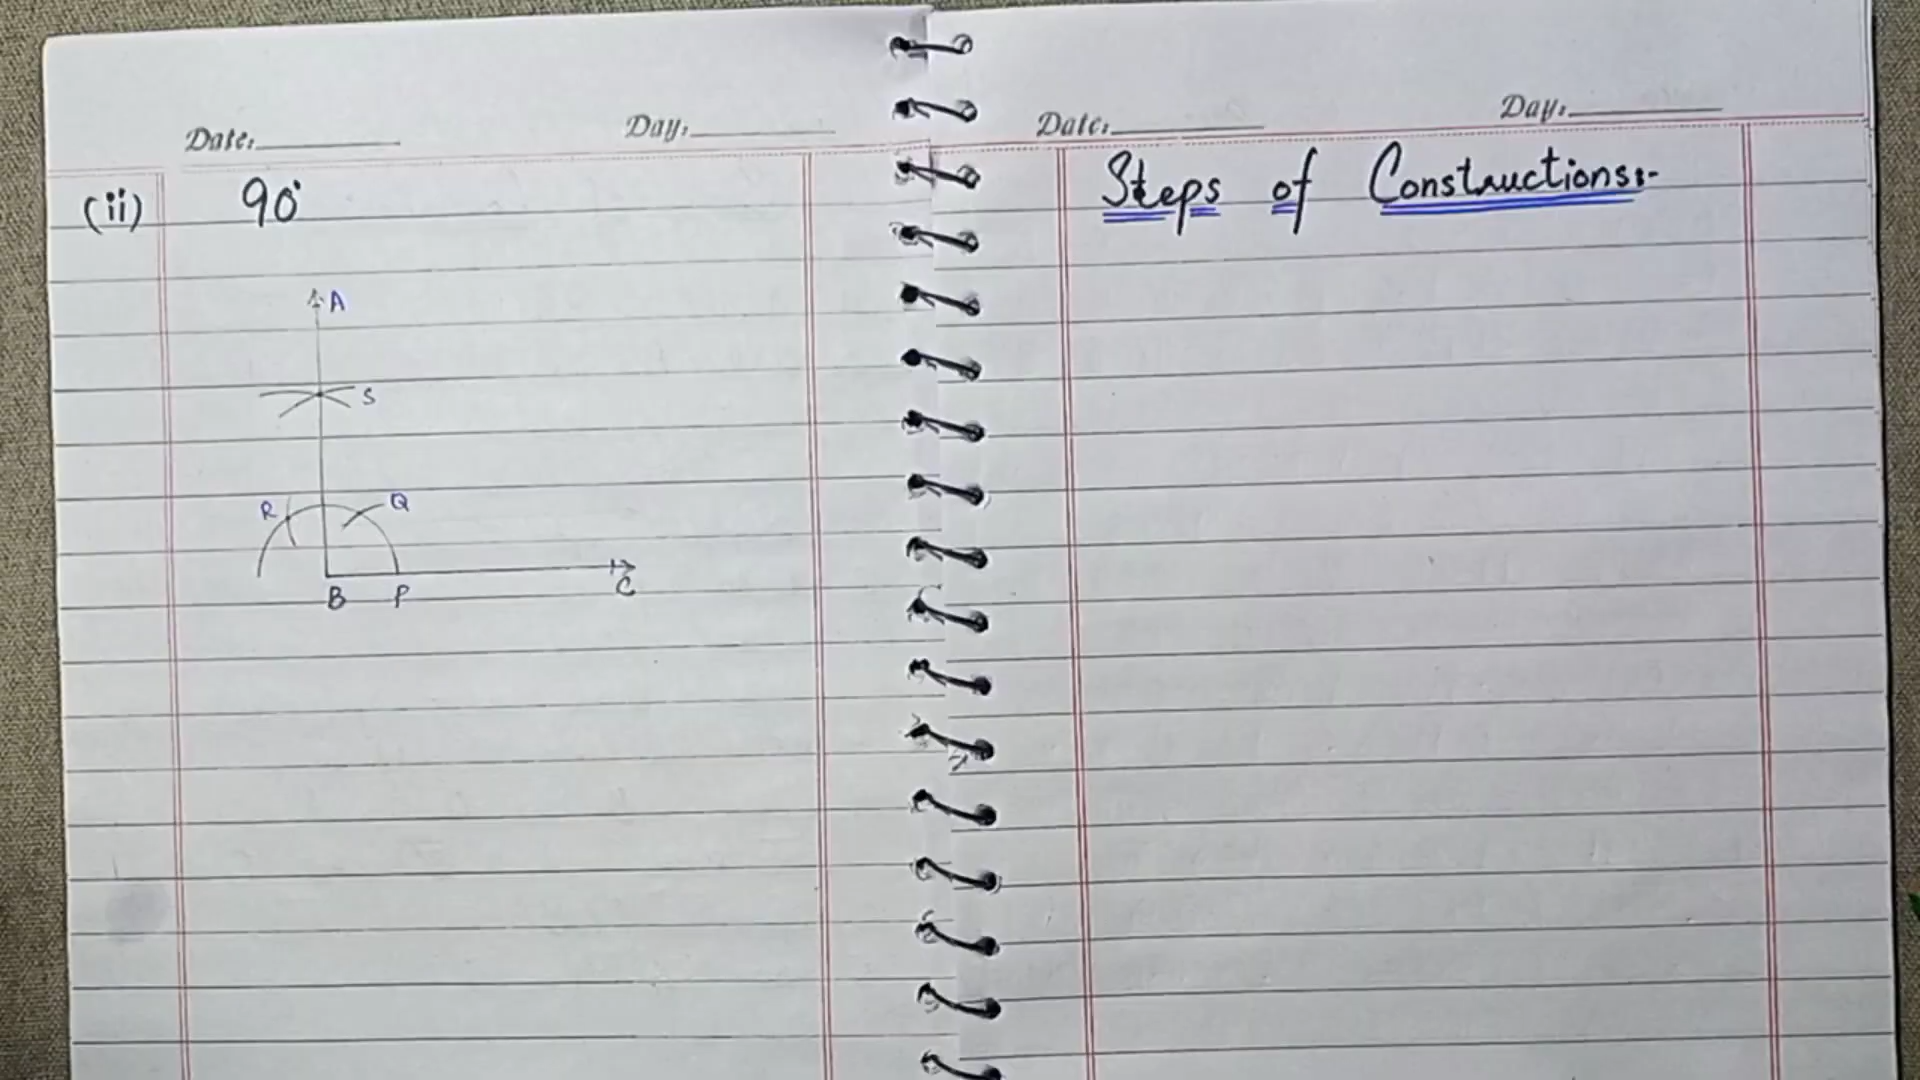 Date: Day:
(ii) 90°
A
S
R Q
B P C
Date: Day:
Steps of Constructions:-